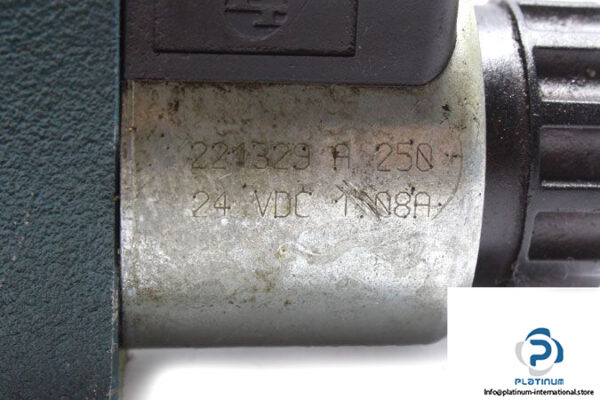 221329 A 250
24 VDC 1.08A
PLATINUM
Info@platinum-international.store